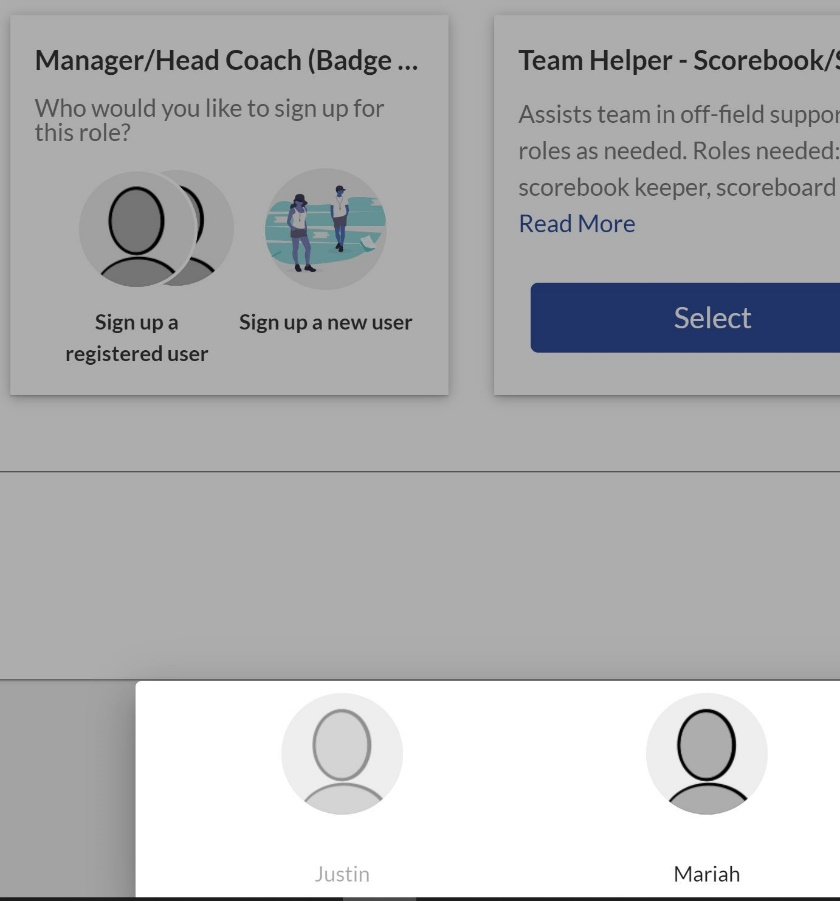 Manager/Head Coach (Badge ...
Who would you like to sign up for
this role?
Sign up a
registered user
Sign up a new user
Team Helper - Scorebook/S
Assists team in off-field suppor
roles as needed. Roles needed:
scorebook keeper, scoreboard
Read More
Select
Justin
Mariah